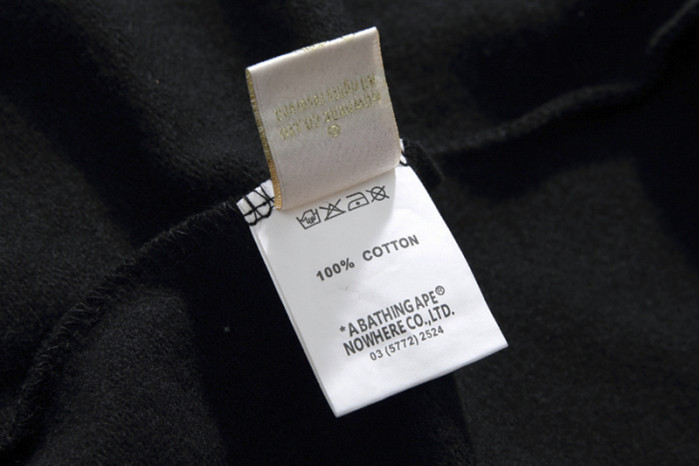 100% COTTON
*A BATHING APE®
NOWHERE CO.,LTD.
03 (5772) 2524